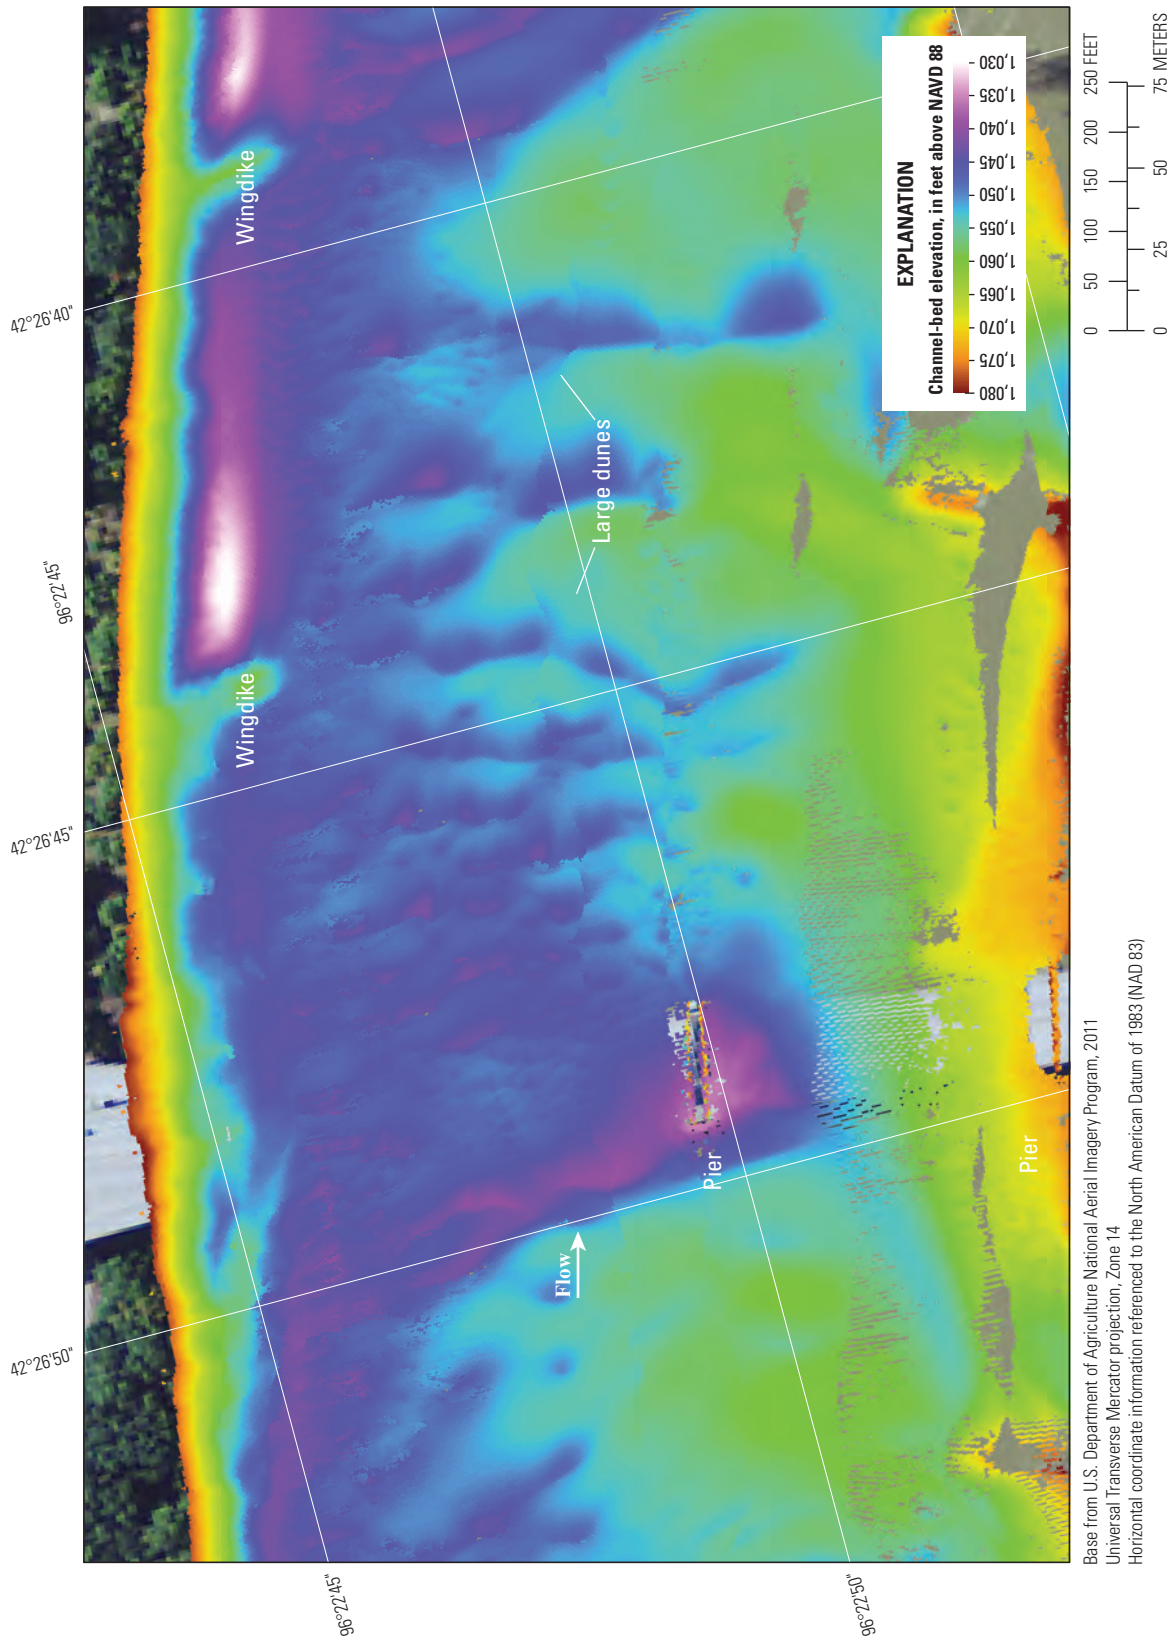 42°26'50"
42°26'45"
96°22'45"
42°26'40"
Wingdike
Wingdike
Large dunes
Flow
Pier
Pier
96°22'45"
96°22'50"
EXPLANATION
Channel-bed elevation, in feet above NAVD 88
1,080 1,075 1,070 1,065 1,060 1,055 1,050 1,045 1,040 1,035 1,030
0 50 100 150 200 250 FEET
0 25 50 75 METERS
Base from U.S. Department of Agriculture National Aerial Imagery Program, 2011
Universal Transverse Mercator projection, Zone 14
Horizontal coordinate information referenced to the North American Datum of 1983 (NAD 83)